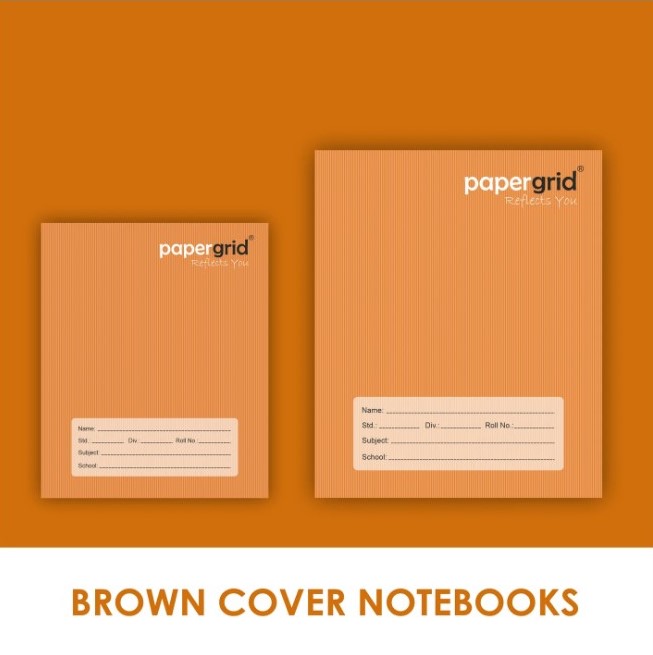 papergrid®
Reflects You
Name:
Std.: Div.: Roll No.:
Subject:
School:
papergrid®
Reflects You
Name:
Std.: Div.: Roll No.:
Subject:
School:
BROWN COVER NOTEBOOKS